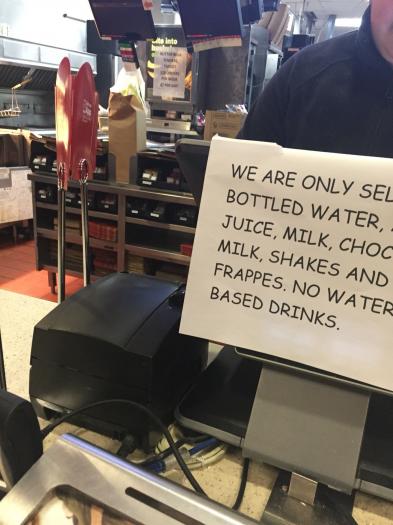 WE ARE ONLY SEL
BOTTLED WATER,
JUICE, MILK, CHOC
MILK, SHAKES AND
FRAPPES. NO WATER
BASED DRINKS.